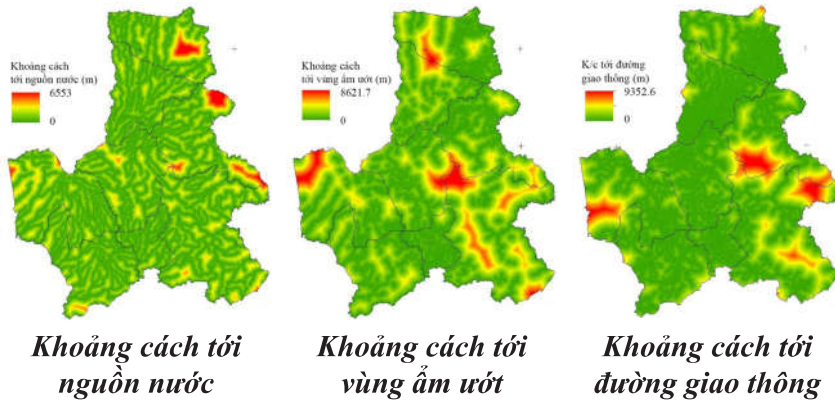 Khoảng cách
tới nguồn nước (m)
6553
0
Khoảng cách
tới vùng ẩm ướt (m)
8621.7
0
K/c tới đường
giao thông (m)
9352.6
0
Khoảng cách tới
nguồn nước
Khoảng cách tới
vùng ẩm ướt
Khoảng cách tới
đường giao thông